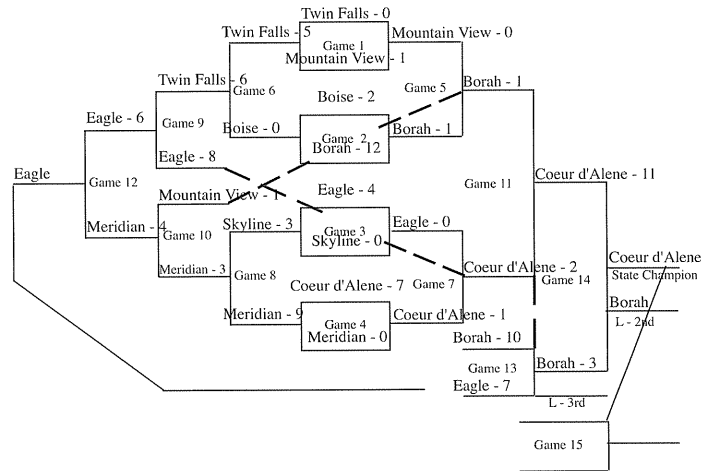 Twin Falls - 0
Twin Falls - 5
Mountain View - 0
Game 1
Mountain View - 1
Twin Falls - 6
Borah - 1
Game 5
Game 6
Boise - 2
Eagle - 6
Game 9
Boise - 0
Game 2
Borah - 1
Borah - 12
Eagle - 8
Eagle
Game 12
Game 11
Coeur d'Alene - 11
Mountain View - 1
Eagle - 4
Meridian - 4
Game 10
Skyline - 3
Game 3
Eagle - 0
Skyline - 0
Coeur d'Alene
Meridian - 3
Game 8
Coeur d'Alene - 2
State Champion
Coeur d'Alene - 7
Game 7
Game 14
Borah
Meridian - 9
Game 4
Coeur d'Alene - 1
L - 2nd
Meridian - 0
Borah - 10
Game 13
Borah - 3
Eagle - 7
L - 3rd
Game 15